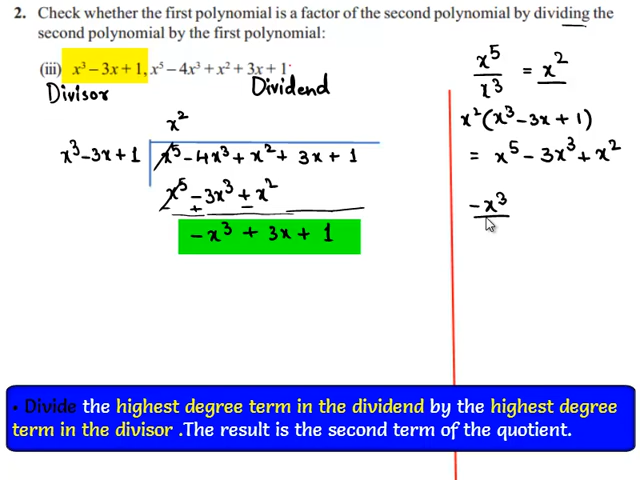 2. Check whether the first polynomial is a factor of the second polynomial by dividing the
second polynomial by the first polynomial:
(iii) x³ – 3x + 1, x⁵ – 4x³ + x² + 3x + 1
Divisor
Dividend
x²
x³-3x+1
x⁵-4x³+x²+3x+1
x⁵-3x³+x²
+ -
-x³ + 3x + 1
x⁵/x³ = x²
x²(x³-3x+1)
= x⁵-3x³+x²
-x³
• Divide the highest degree term in the dividend by the highest degree
term in the divisor .The result is the second term of the quotient.